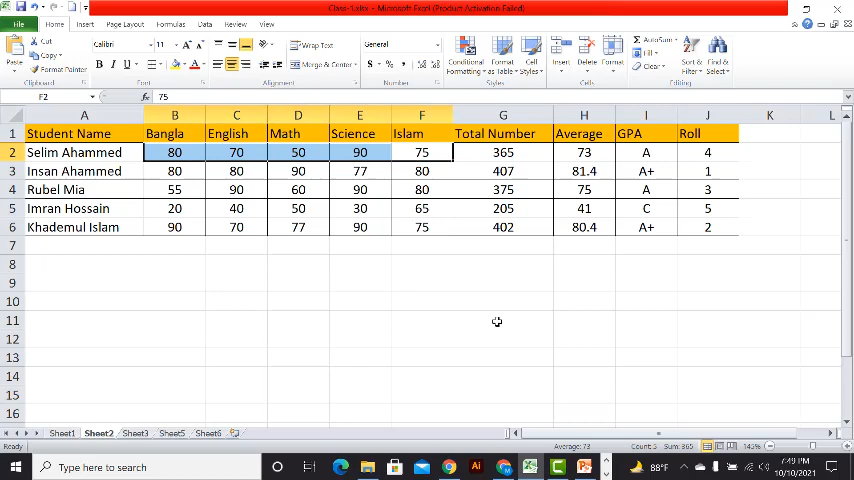 Class-1.xlsx - Microsoft Excel (Product Activation Failed)
File Home Insert Page Layout Formulas Data Review View
Paste Cut Copy Format Painter Clipboard
Calibri 11 B I U Font
Wrap Text Merge & Center Alignment
General $ % , Number
Conditional Formatting Format as Table Cell Styles Styles
Insert Delete Format Cells
AutoSum Fill Clear Sort & Filter Find & Select Editing
F2 fx 75
A B C D E F G H I J K L
1 Student Name Bangla English Math Science Islam Total Number Average GPA Roll
2 Selim Ahammed 80 70 50 90 75 365 73 A 4
3 Insan Ahammed 80 80 90 77 80 407 81.4 A+ 1
4 Rubel Mia 55 90 60 90 80 375 75 A 3
5 Imran Hossain 20 40 50 30 65 205 41 C 5
6 Khademul Islam 90 70 77 90 75 402 80.4 A+ 2
7
8
9
10
11
12
13
14
15
16
Sheet1 Sheet2 Sheet3 Sheet5 Sheet6
Ready Average: 73 Count: 5 Sum: 365 145%
Type here to search Ai 88°F 7:49 PM
10/10/2021